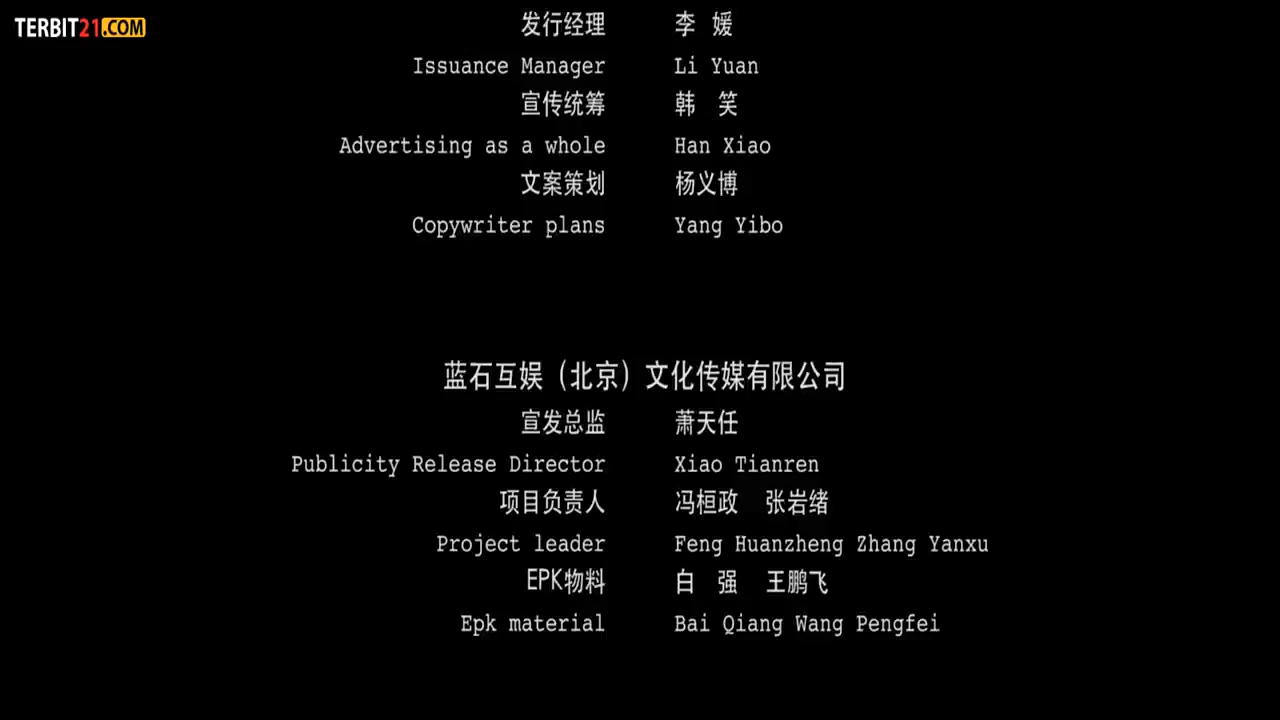 TERBIT21.COM
发行经理 李 媛
Issuance Manager Li Yuan
宣传统筹 韩 笑
Advertising as a whole Han Xiao
文案策划 杨义博
Copywriter plans Yang Yibo
蓝石互娱（北京）文化传媒有限公司
宣发总监 萧天任
Publicity Release Director Xiao Tianren
项目负责人 冯桓政 张岩绪
Project leader Feng Huanzheng Zhang Yanxu
EPK物料 白 强 王鹏飞
Epk material Bai Qiang Wang Pengfei